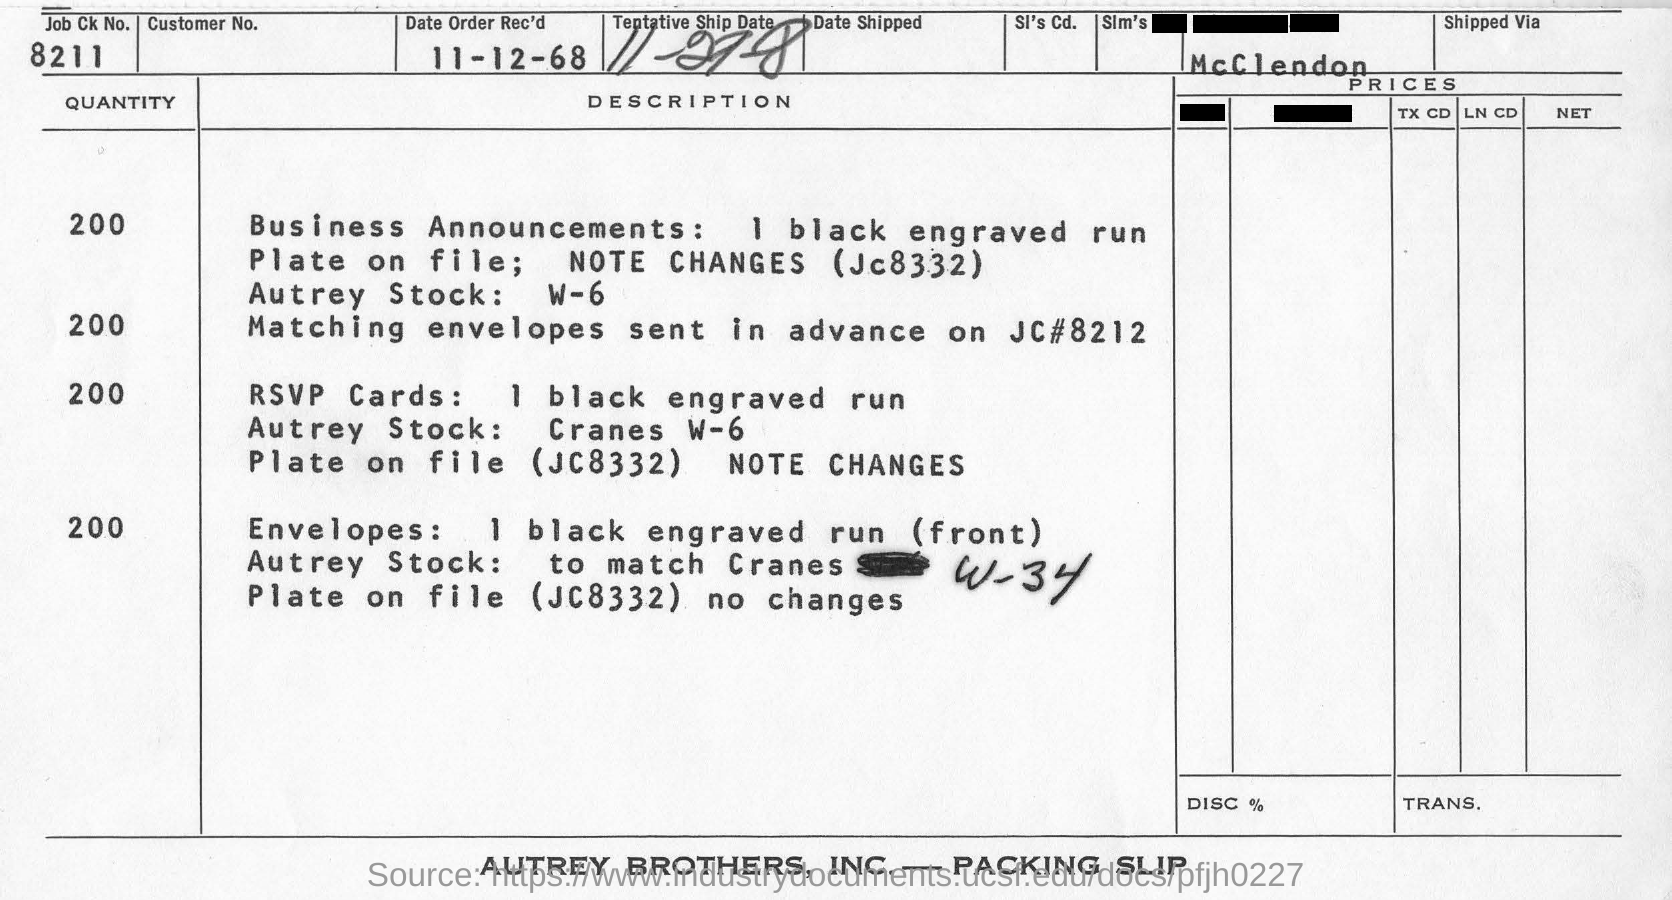 Job Ck No. Customer No. Date Order Rec'd Tentative Ship Date Date Shipped Sl's Cd. Slm's Shipped Via
8211 11-12-68 11-27-8 McClendon
QUANTITY DESCRIPTION PRICES
TX CD LN CD NET
200 Business Announcements: 1 black engraved run
Plate on file; NOTE CHANGES (Jc8332)
Autrey Stock: W-6
200 Matching envelopes sent in advance on JC#8212
200 RSVP Cards: 1 black engraved run
Autrey Stock: Cranes W-6
Plate on file (JC8332) NOTE CHANGES
200 Envelopes: 1 black engraved run (front)
Autrey Stock: to match Cranes W-34
Plate on file (JC8332) no changes
DISC % TRANS.
AUTREY BROTHERS, INC. — PACKING SLIP
Source: https://www.industrydocuments.ucsf.edu/docs/pfjh0227